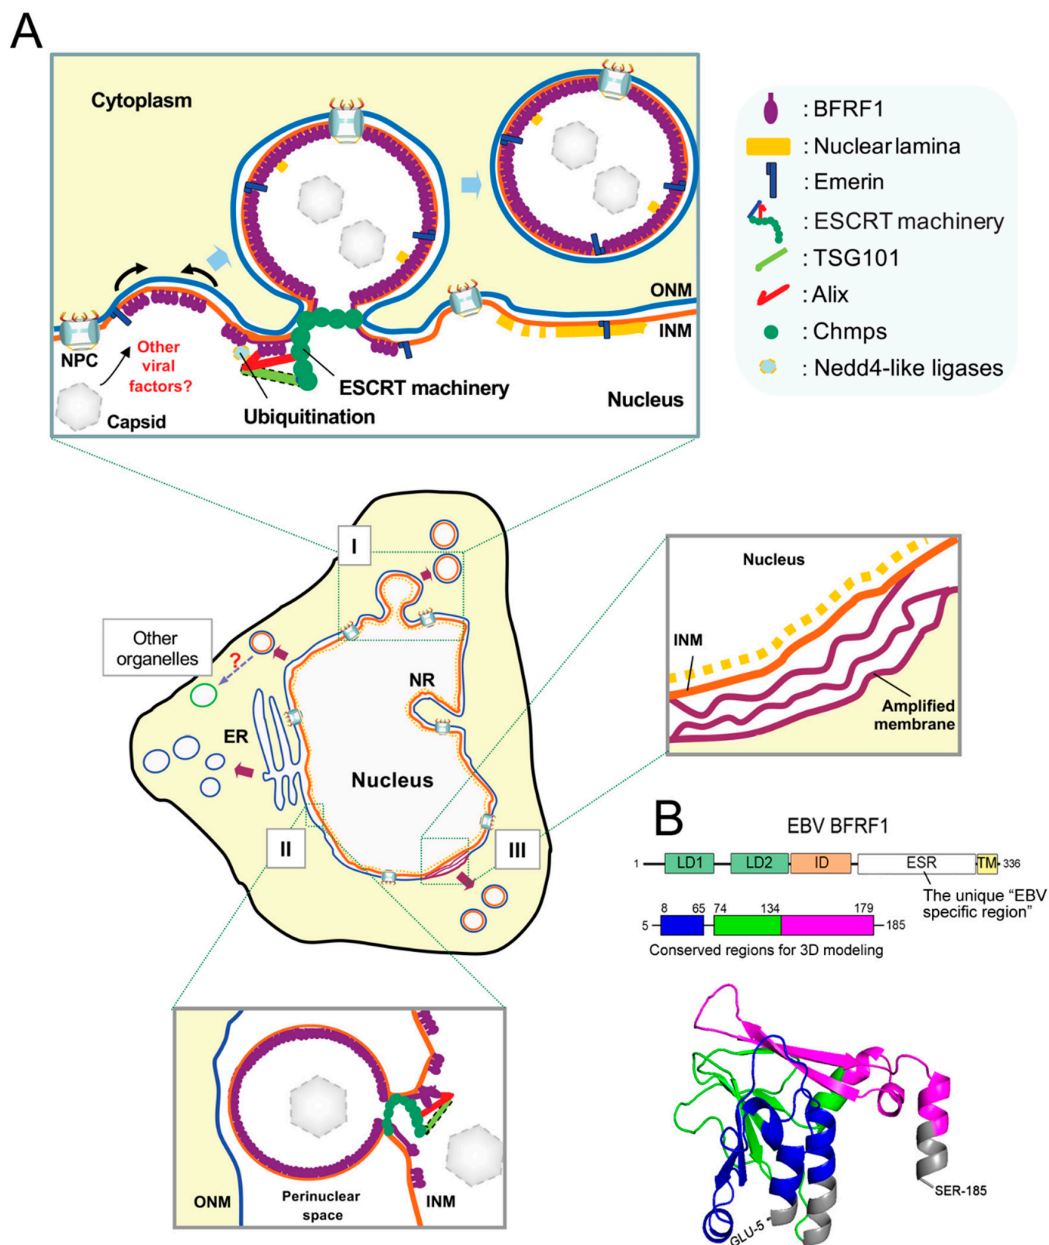 A
Cytoplasm
ONM
INM
NPC
Other
viral
factors?
ESCRT machinery
Capsid
Ubiquitination
Nucleus
: BFRF1
: Nuclear lamina
: Emerin
: ESCRT machinery
: TSG101
: Alix
: Chmps
: Nedd4-like ligases
I
Other
organelles
?
NR
ER
Nucleus
II
III
Nucleus
INM
Amplified
membrane
ONM
Perinuclear
space
INM
B
EBV BFRF1
1 LD1 LD2 ID ESR TM 336
The unique “EBV
specific region”
8 65 74 134 179
5 185
Conserved regions for 3D modeling
SER-185
GLU-5